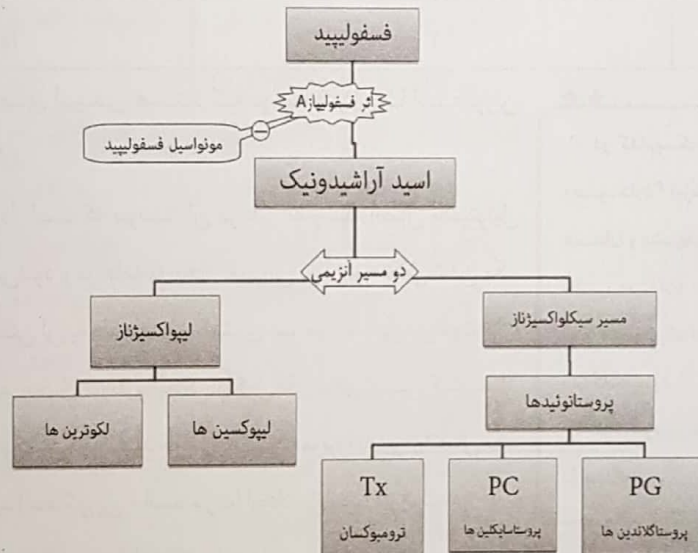 فسفولیپید
اثر فسفولیپاز A
مونواسیل فسفولیپید
اسید آراشیدونیک
دو مسیر آنزیمی
مسیر سیکلواکسیژناز
لیپواکسیژناز
پروستانوئیدها
لیپوکسین ها
لکوترین ها
PG
پروستاگلاندین ها
PC
پروستاسایکلین ها
Tx
ترومبوکسان